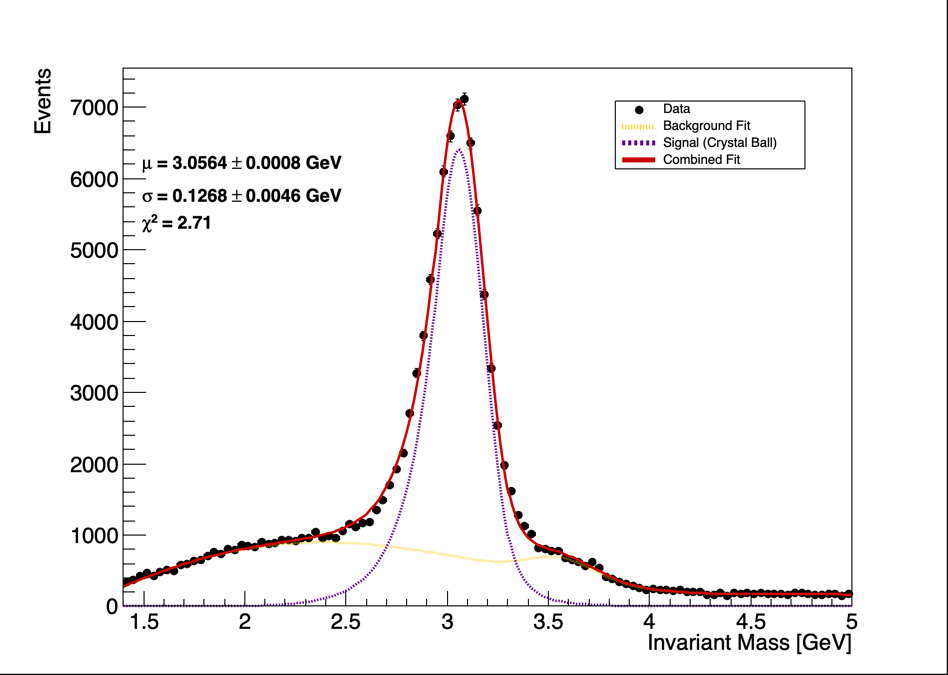 Events
7000
6000
5000
4000
3000
2000
1000
0
μ = 3.0564 ± 0.0008 GeV
σ = 0.1268 ± 0.0046 GeV
χ² = 2.71
Data
Background Fit
Signal (Crystal Ball)
Combined Fit
1.5 2 2.5 3 3.5 4 4.5 5
Invariant Mass [GeV]